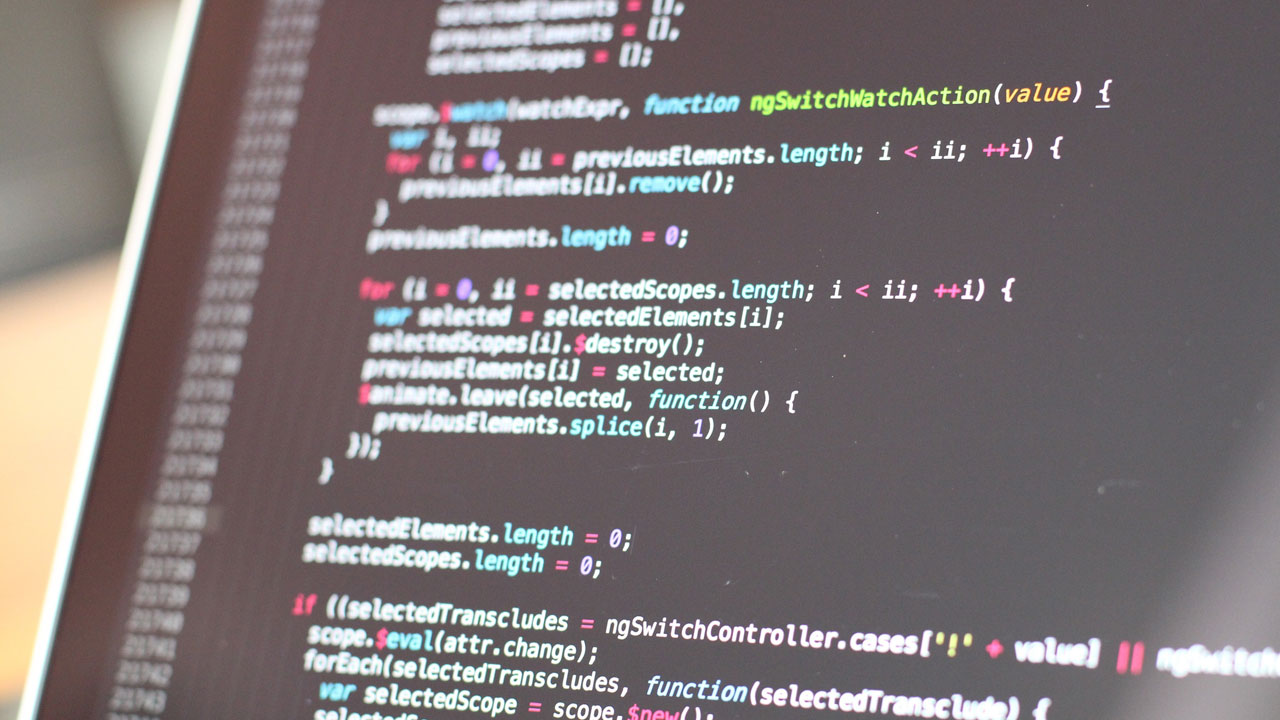 selectedElements = [],
previousElements = [],
selectedScopes = [];
scope.$watch(watchExpr, function ngSwitchWatchAction(value) {
var i, ii;
for (i = 0, ii = previousElements.length; i < ii; ++i) {
previousElements[i].remove();
}
previousElements.length = 0;
for (i = 0, ii = selectedScopes.length; i < ii; ++i) {
var selected = selectedElements[i];
selectedScopes[i].$destroy();
previousElements[i] = selected;
$animate.leave(selected, function() {
previousElements.splice(i, 1);
});
}
selectedElements.length = 0;
selectedScopes.length = 0;
if ((selectedTranscludes = ngSwitchController.cases['!' + value] || ngSwitch
scope.$eval(attr.change);
forEach(selectedTranscludes, function(selectedTransclude) {
var selectedScope = scope.$new();